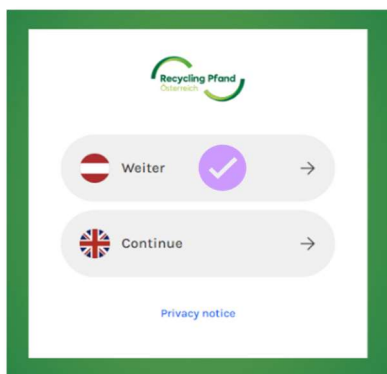 Recycling Pfand
Österreich
Weiter
Continue
Privacy notice